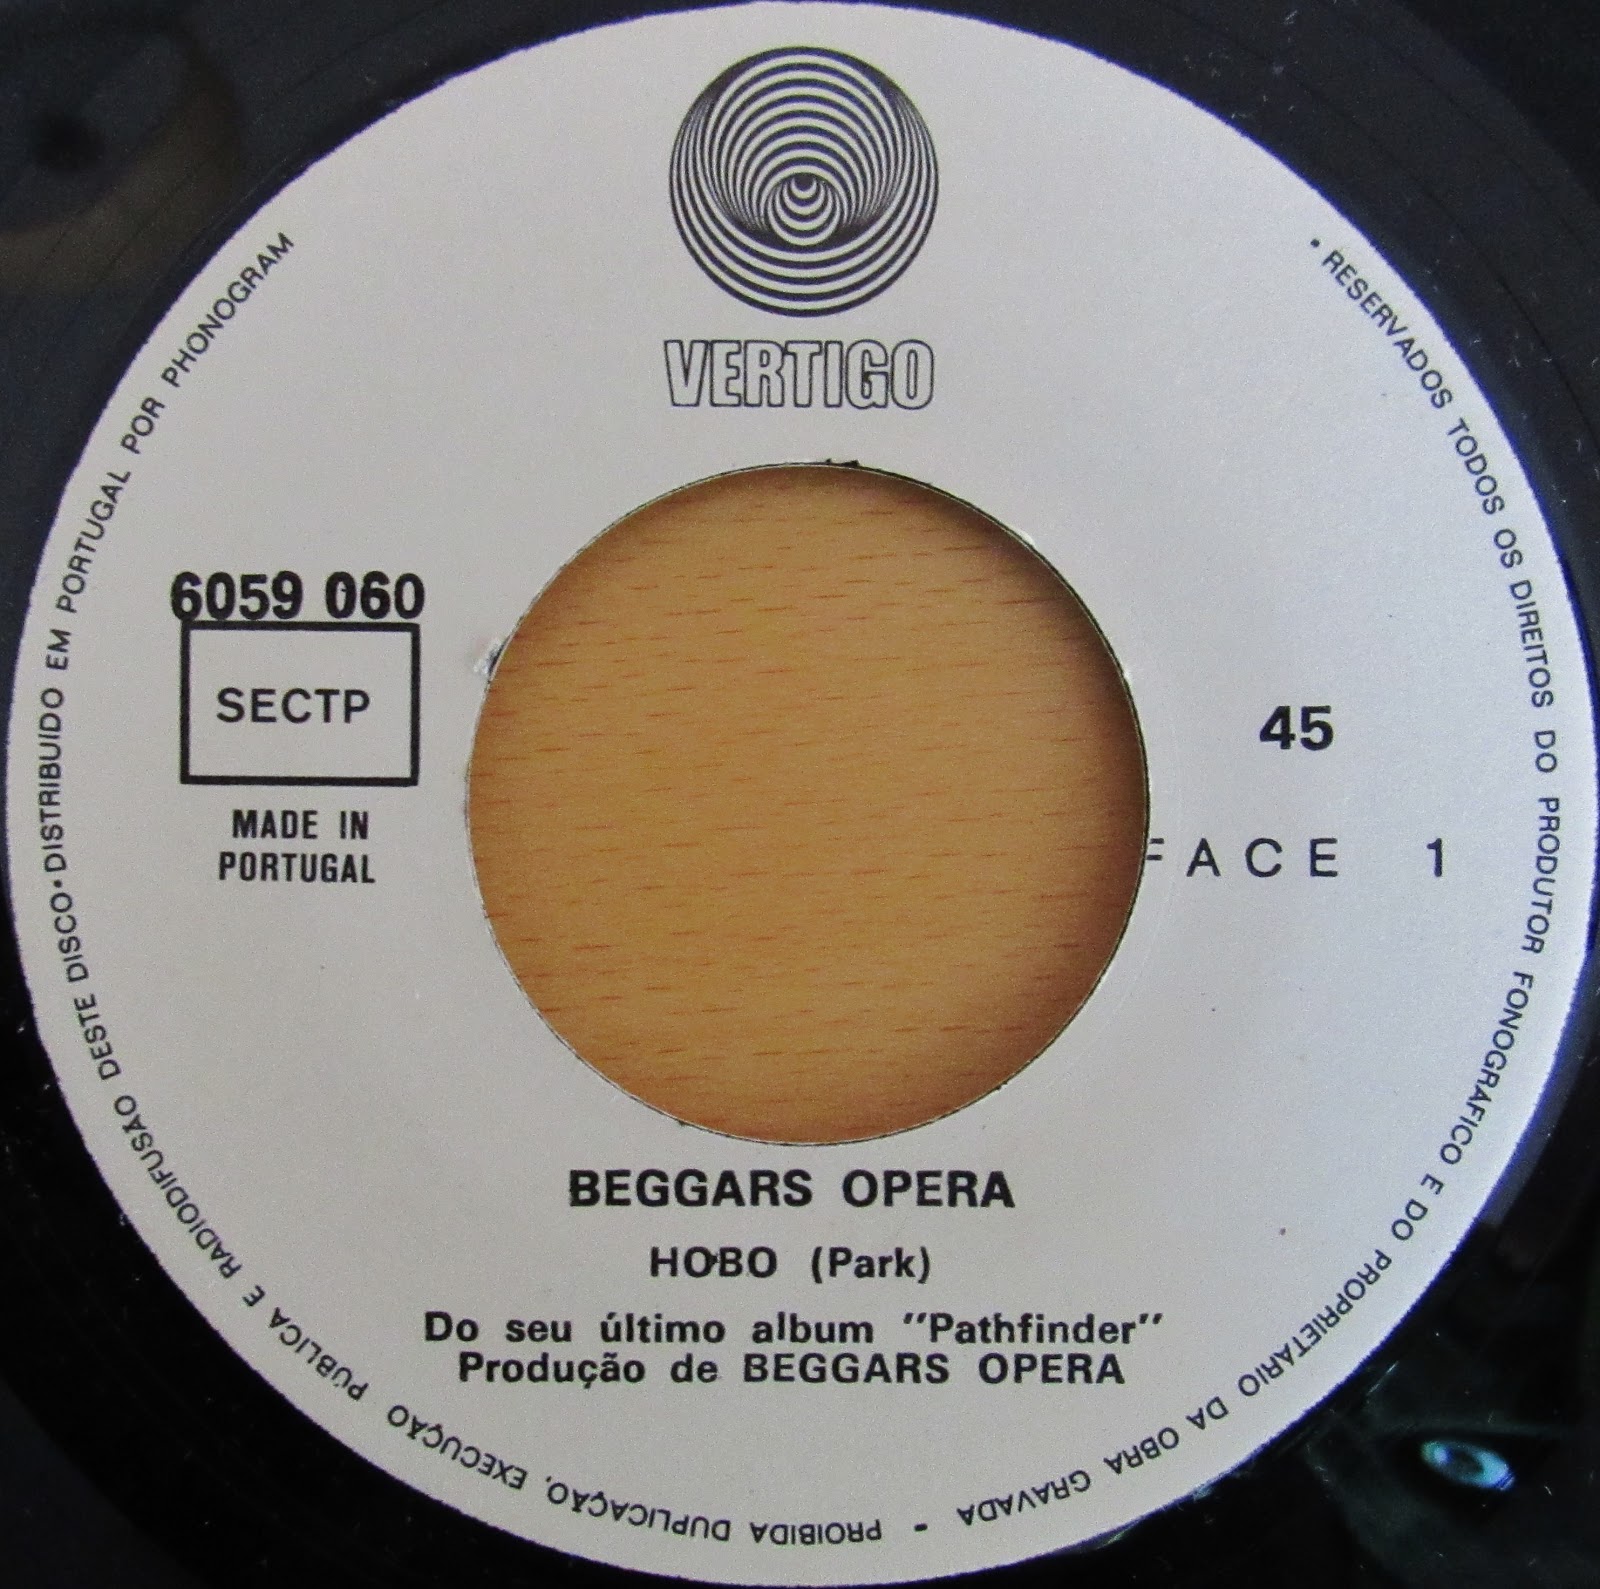 VERTIGO
6059 060
SECTP
MADE IN
PORTUGAL
45
FACE 1
BEGGARS OPERA
HOBO (Park)
Do seu último album "Pathfinder"
Produção de BEGGARS OPERA
• RESERVADOS TODOS OS DIREITOS DO PRODUTOR FONOGRAFICO E DO PROPRIETARIO DA OBRA GRAVADA - PROIBIDA DUPLICAÇÃO, EXECUÇÃO PÚBLICA E RADIODIFUSÃO DESTE DISCO • DISTRIBUIDO EM PORTUGAL POR PHONOGRAM